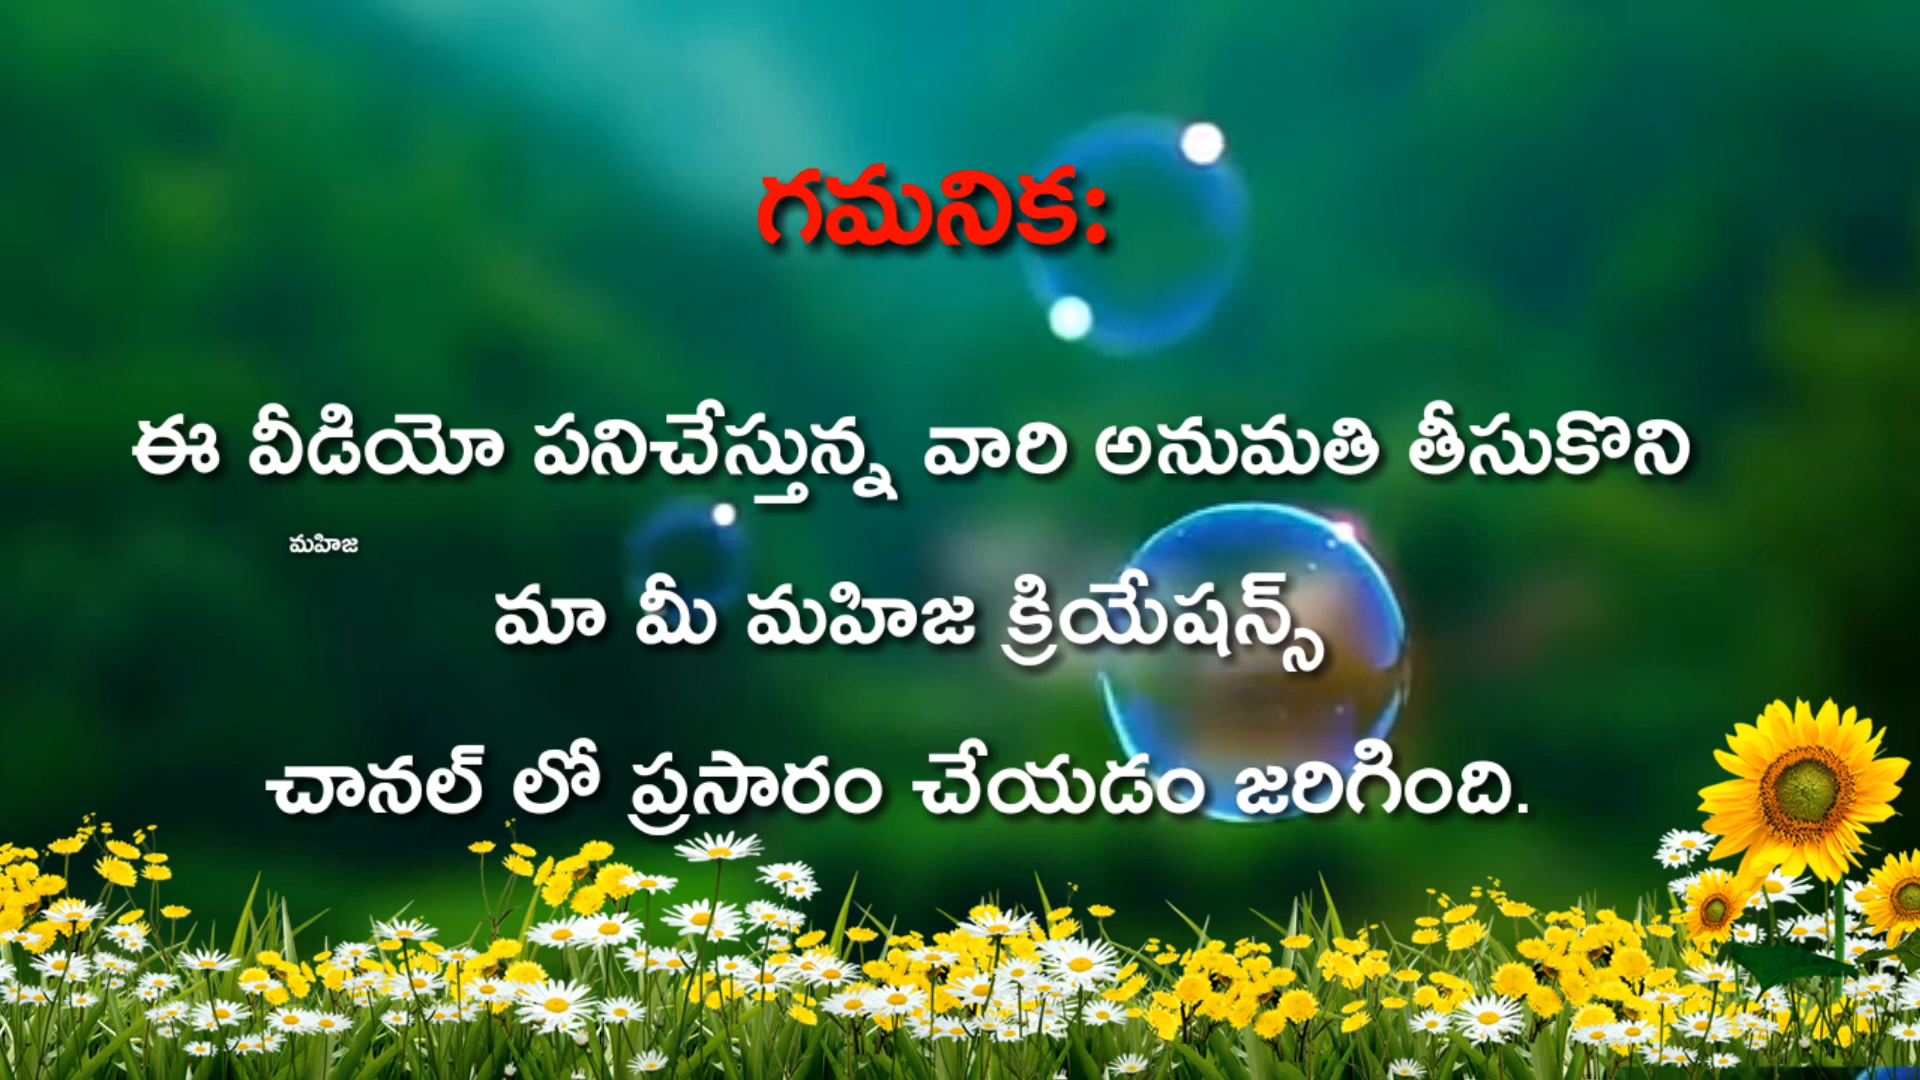 గమనిక:
ఈ వీడియో పనిచేస్తున్న వారి అనుమతి తీసుకొని
మహిజ
మా మీ మహిజ క్రియేషన్స్
చానల్ లో ప్రసారం చేయడం జరిగింది.